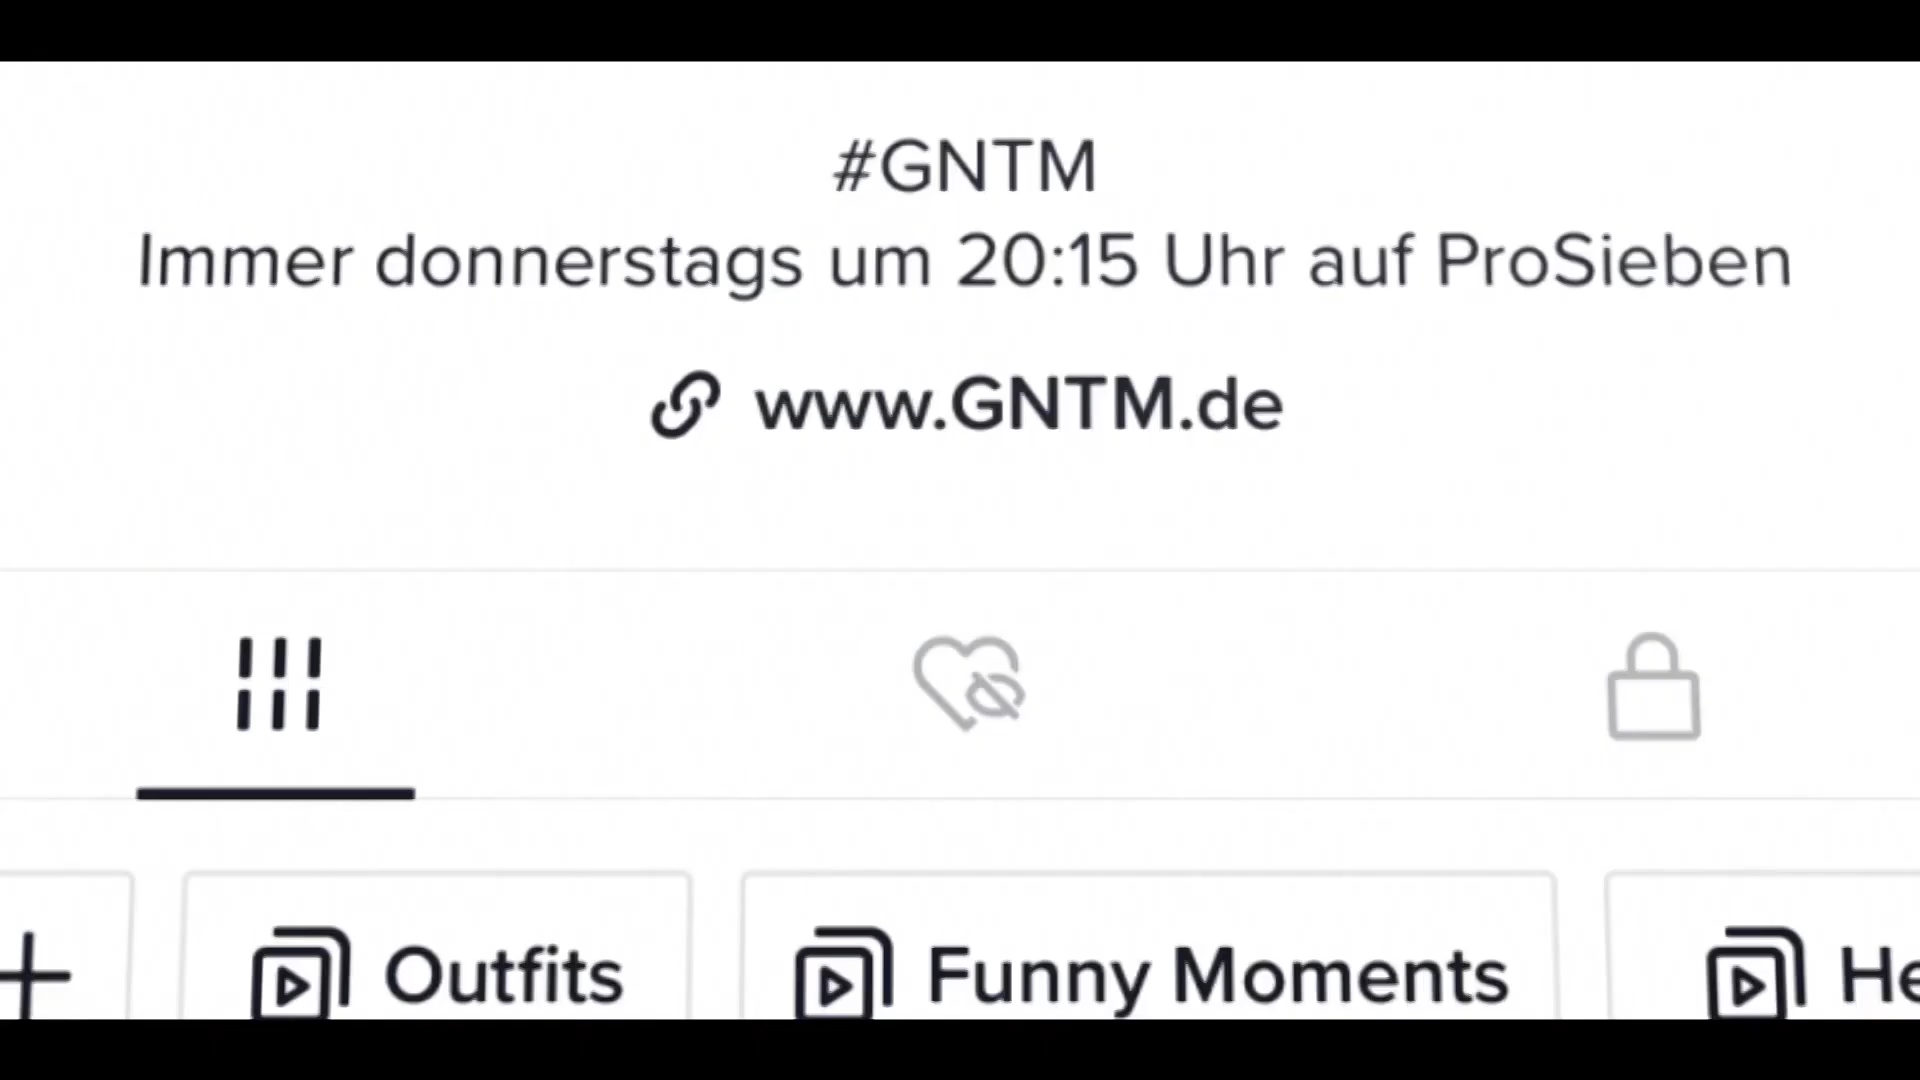 #GNTM
Immer donnerstags um 20:15 Uhr auf ProSieben
www.GNTM.de
Outfits
Funny Moments